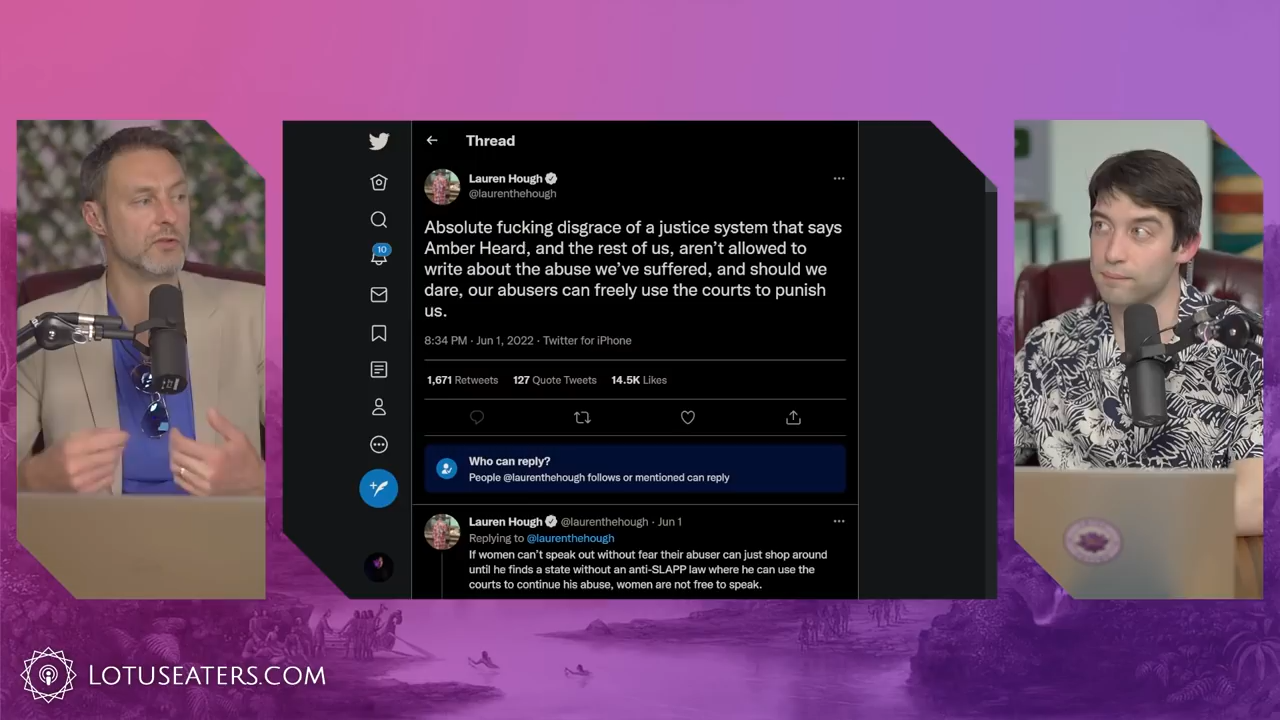 Thread
Lauren Hough
@laurenthehough
Absolute fucking disgrace of a justice system that says
Amber Heard, and the rest of us, aren't allowed to
write about the abuse we've suffered, and should we
dare, our abusers can freely use the courts to punish
us.
10
8:34 PM · Jun 1, 2022 · Twitter for iPhone
1,671 Retweets 127 Quote Tweets 14.5K Likes
Who can reply?
People @laurenthehough follows or mentioned can reply
Lauren Hough @laurenthehough · Jun 1
Replying to @laurenthehough
If women can't speak out without fear their abuser can just shop around
until he finds a state without an anti-SLAPP law where he can use the
courts to continue his abuse, women are not free to speak.
LOTUSEATERS.COM